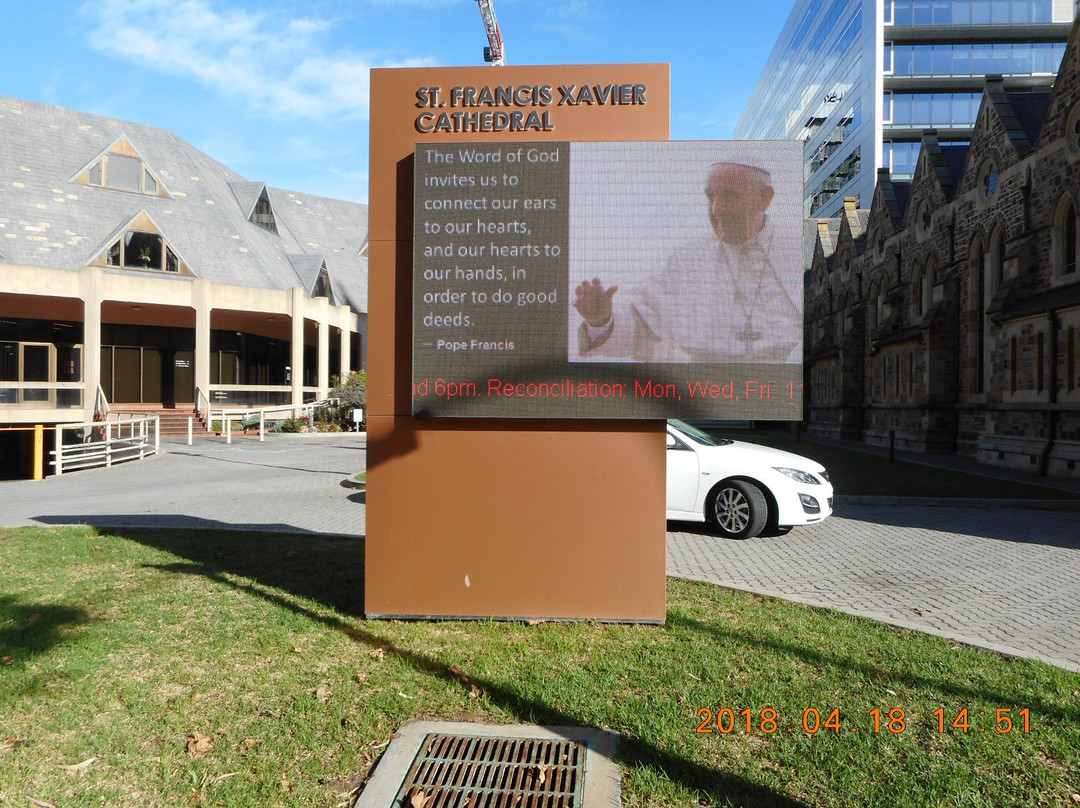 ST. FRANCIS XAVIER
CATHEDRAL
The Word of God
invites us to
connect our ears
to our hearts,
and our hearts to
our hands, in
order to do good
deeds.
— Pope Francis
nd 6pm. Reconciliation: Mon, Wed, Fri 1
2018.04.18 14:51